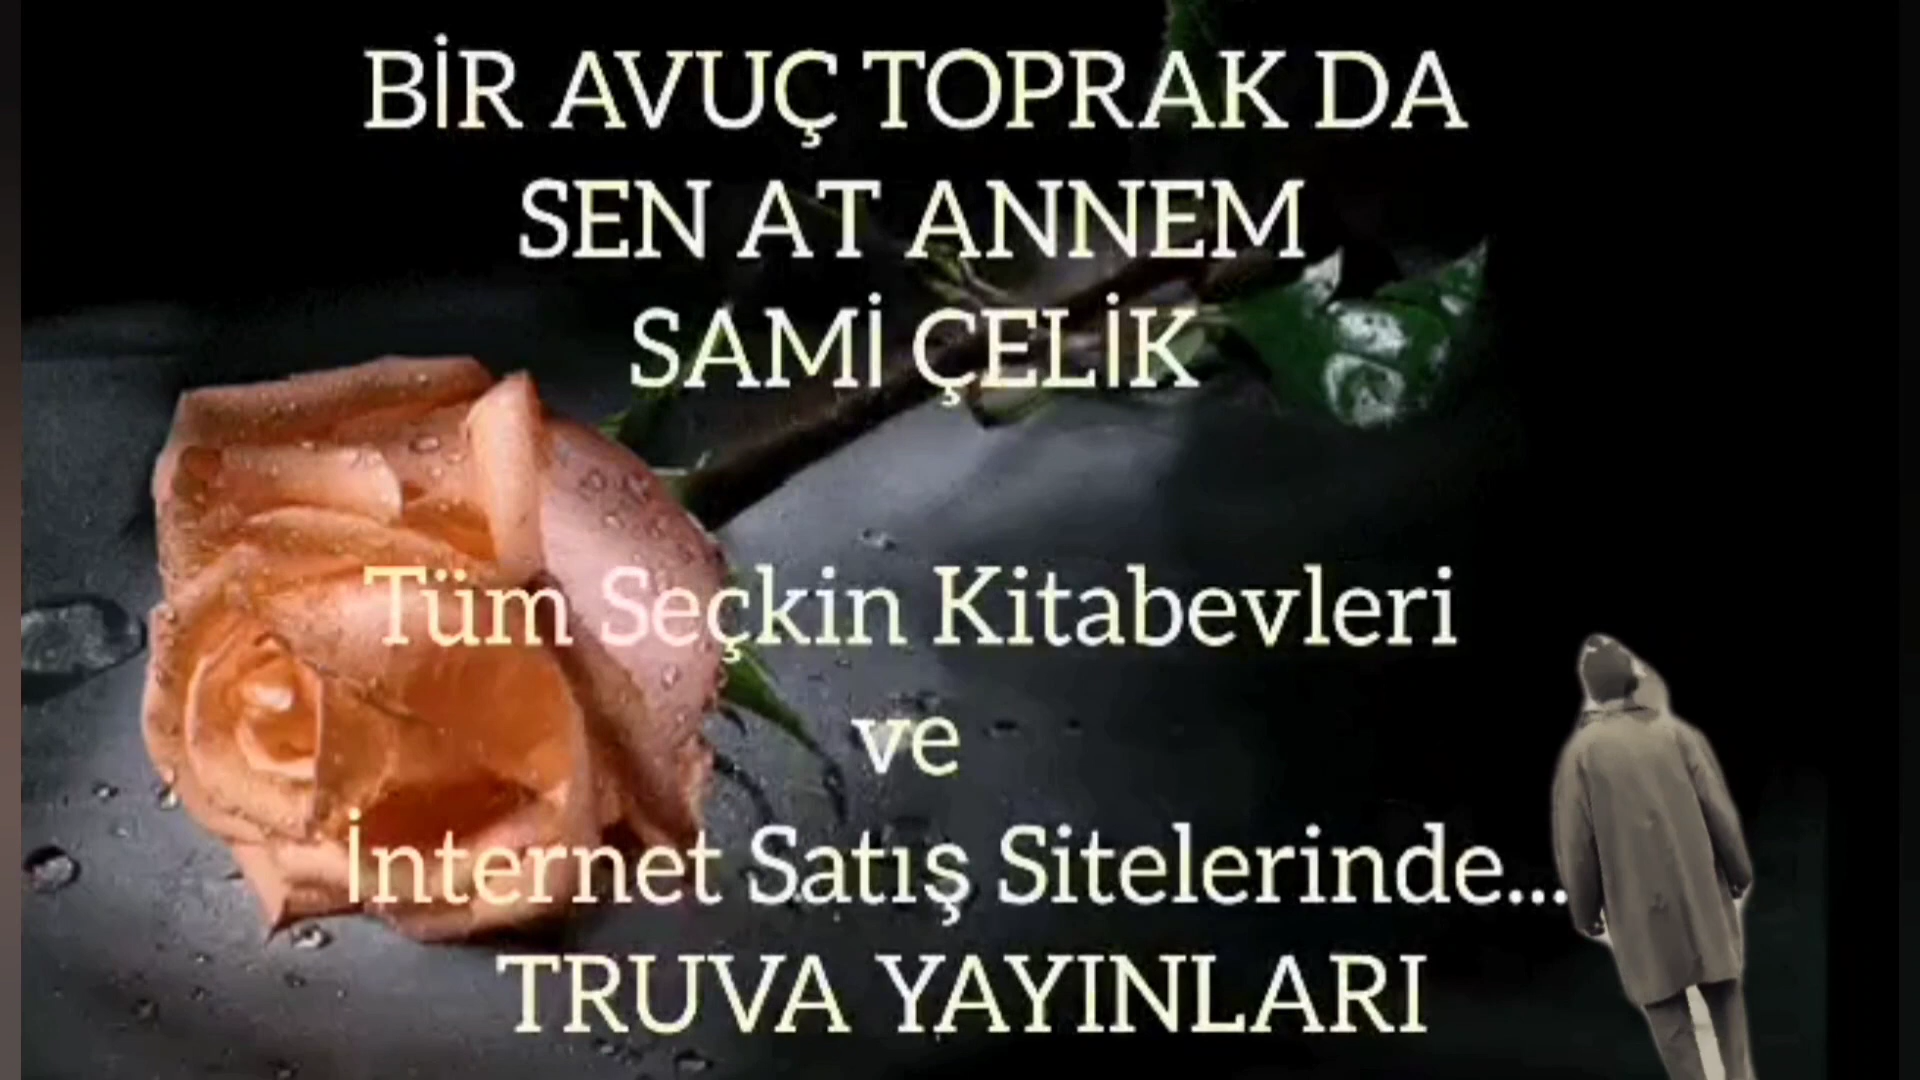 BİR AVUÇ TOPRAK DA
SEN AT ANNEM
SAMİ ÇELİK
Tüm Seçkin Kitabevleri
ve
İnternet Satış Sitelerinde...
TRUVA YAYINLARI